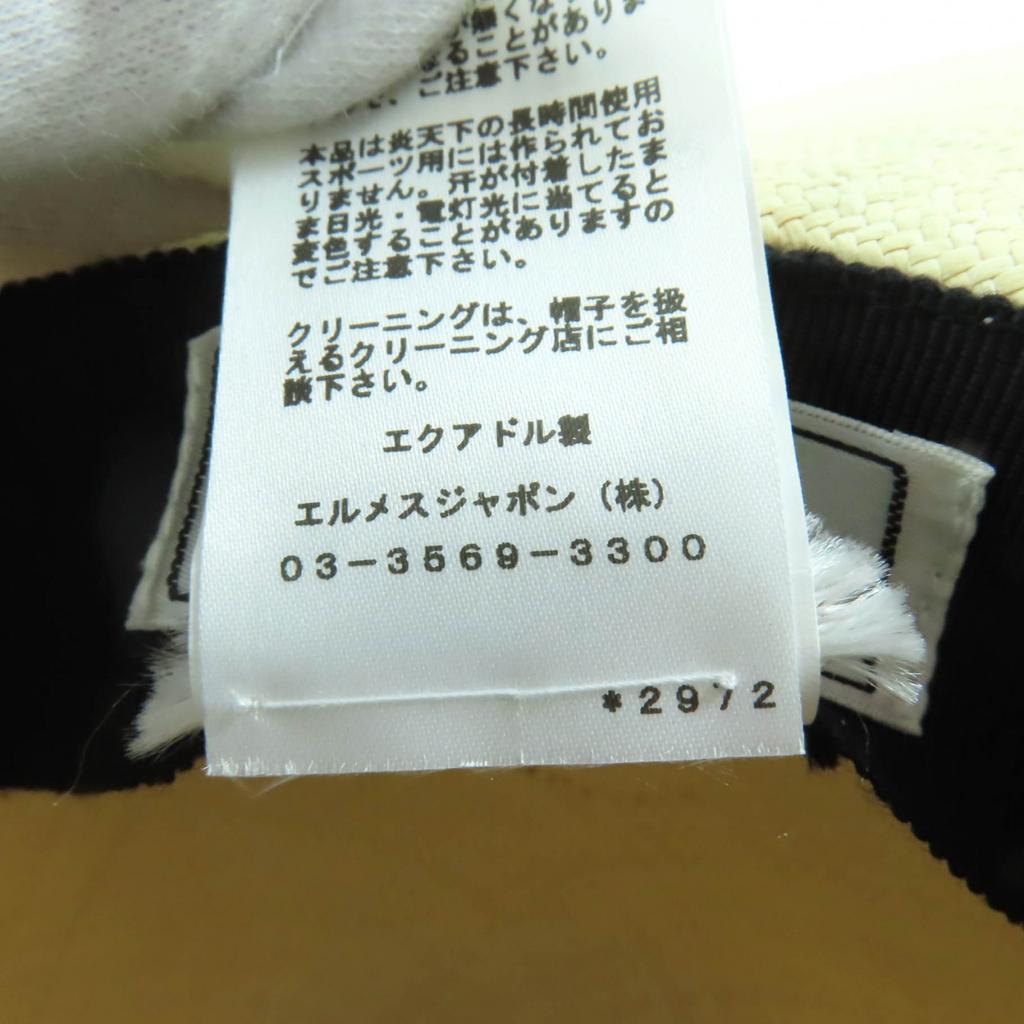 ご注意下さい。
本品は炎天下の長時間使用
スポーツ用には作られてお
りません。汗が付着したま
ま日光・電灯光に当てると
変色することがありますの
でご注意下さい。
クリーニングは、帽子を扱
えるクリーニング店にご相
談下さい。
エクアドル製
エルメスジャポン（株）
03-3569-3300
*2972